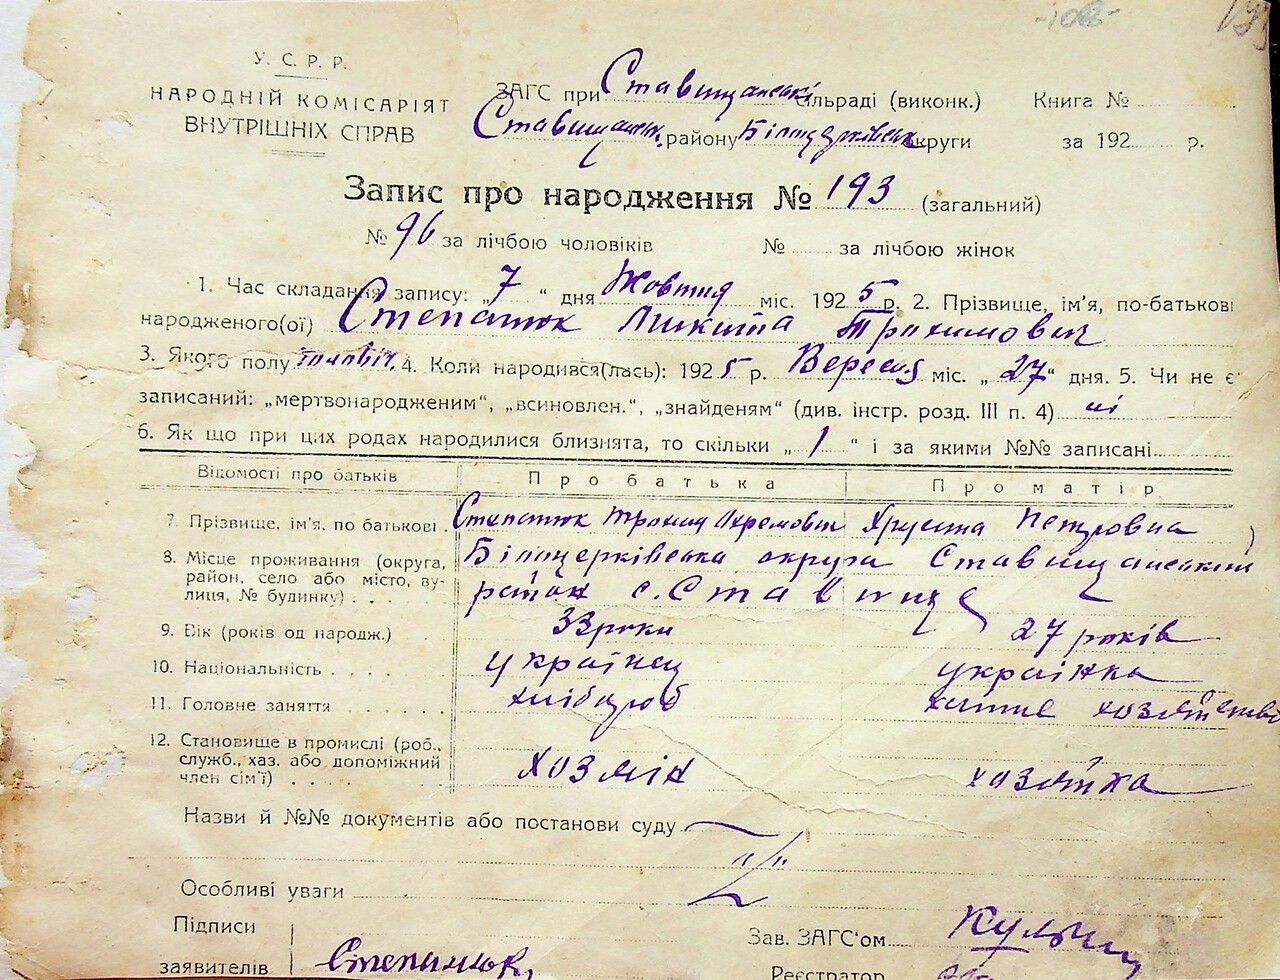 -108-
У. С. Р. Р.
НАРОДНІЙ КОМІСАРІЯТ
ВНУТРІШНІХ СПРАВ
ЗАГС при Ставищанські сільраді (виконк.) Книга №
Ставищанськ. району Білоцерківськ округи за 192 р.
Запис про народження № 193 (загальний)
№ 96 за лічбою чоловіків № за лічбою жінок
1. Час складання запису: „7“ дня Жовтня міс. 1925 р. 2. Прізвище, ім'я, по-батькові
народженого(ої) Степанюк Микита Трохимович
3. Якого полу чоловіч. 4. Коли народився(лась): 1925 р. Вересня міс. „27“ дня. 5. Чи не є
записаний: „мертвонародженим“, „всиновлен.“, „знайденям“ (див. інстр. розд. III п. 4) ні
6. Як що при цих родах народилися близнята, то скільки „1“ і за якими №№ записані
Відомості про батьків Про батька Про матір
7. Прізвище, ім'я, по батькові Степанюк Трохим Охремович Христина Петровна
8. Місце проживання (округа, район, село або місто, вулиця, № будинку) Білоцерківська округа Ставищанський
район с. Ставище
9. Вік (років од народж.) 33 роки 27 років
10. Національність українец українка
11. Головне заняття хлібороб хатнє
12. Становище в промислі (роб., служб., хаз. або допоміжний член сім'ї) хозяїн хозяйка
Назви й №№ документів або постанови суду
Особливі уваги
Підписи
заявителів Степанюк,
Зав. ЗАГС'ом
Реєстратор